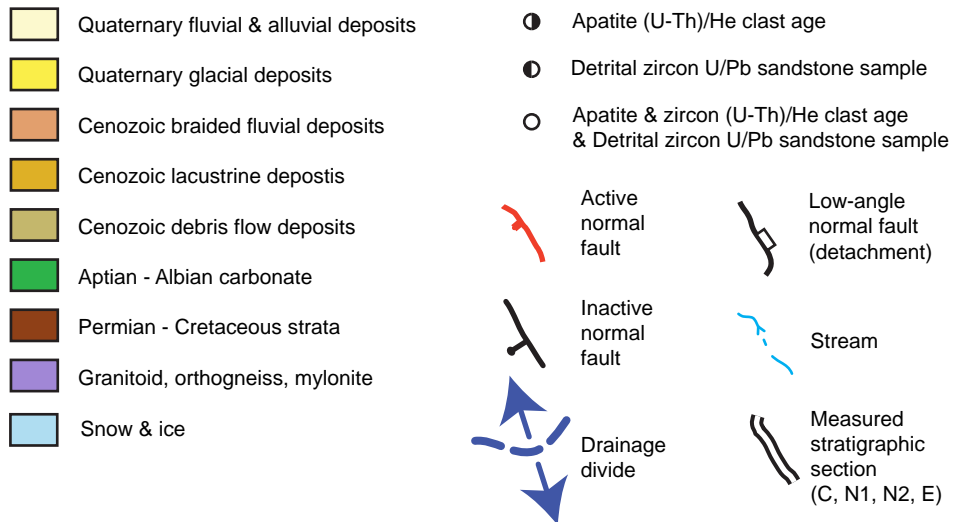 Quaternary fluvial & alluvial deposits
Quaternary glacial deposits
Cenozoic braided fluvial deposits
Cenozoic lacustrine depostis
Cenozoic debris flow deposits
Aptian - Albian carbonate
Permian - Cretaceous strata
Granitoid, orthogneiss, mylonite
Snow & ice
Apatite (U-Th)/He clast age
Detrital zircon U/Pb sandstone sample
Apatite & zircon (U-Th)/He clast age
& Detrital zircon U/Pb sandstone sample
Active
normal
fault
Low-angle
normal fault
(detachment)
Inactive
normal
fault
Stream
Drainage
divide
Measured
stratigraphic
section
(C, N1, N2, E)